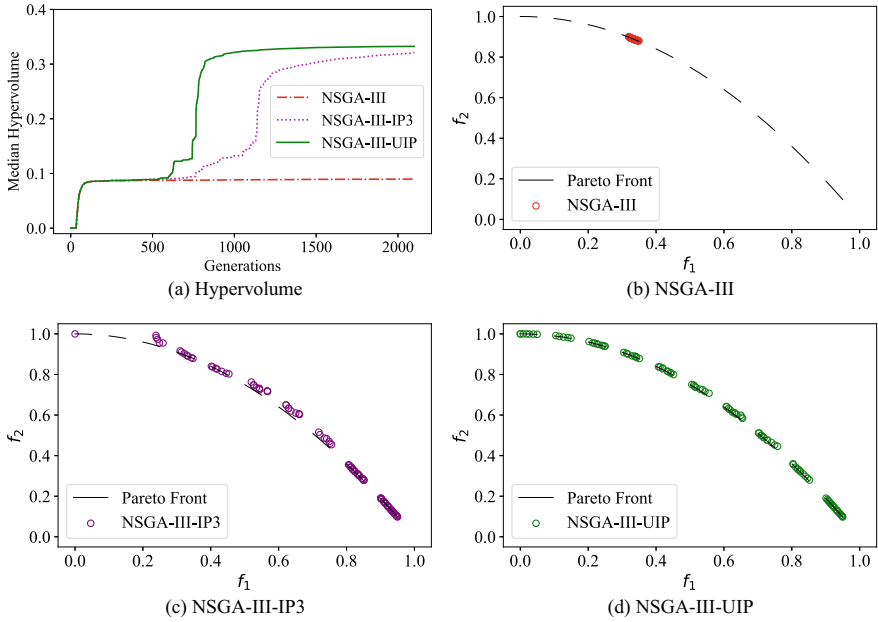 0.4
0.3
0.2
0.1
0.0
Median Hypervolume
NSGA-III
NSGA-III-IP3
NSGA-III-UIP
0 500 1000 1500 2000
Generations
(a) Hypervolume
1.0
0.8
0.6
0.4
0.2
0.0
f2
Pareto Front
NSGA-III
0.0 0.2 0.4 0.6 0.8 1.0
f1
(b) NSGA-III
1.0
0.8
0.6
0.4
0.2
0.0
f2
Pareto Front
NSGA-III-IP3
0.0 0.2 0.4 0.6 0.8 1.0
f1
(c) NSGA-III-IP3
1.0
0.8
0.6
0.4
0.2
0.0
f2
Pareto Front
NSGA-III-UIP
0.0 0.2 0.4 0.6 0.8 1.0
f1
(d) NSGA-III-UIP